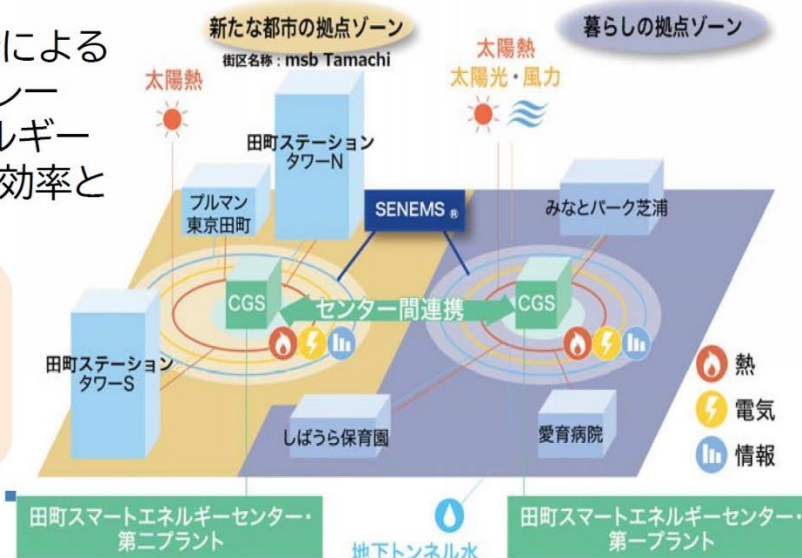 による
レー
ルギー
効率と
新たな都市の拠点ゾーン
街区名称：msb Tamachi
暮らしの拠点ゾーン
太陽熱
太陽熱
太陽光・風力
田町ステーション
タワーN
プルマン
東京田町
SENEMS®
みなとパーク芝浦
CGS
センター間連携
CGS
田町ステーション
タワーS
熱
電気
情報
しばうら保育園
愛育病院
田町スマートエネルギーセンター・
第二プラント
地下トンネル水
田町スマートエネルギーセンター・
第一プラント